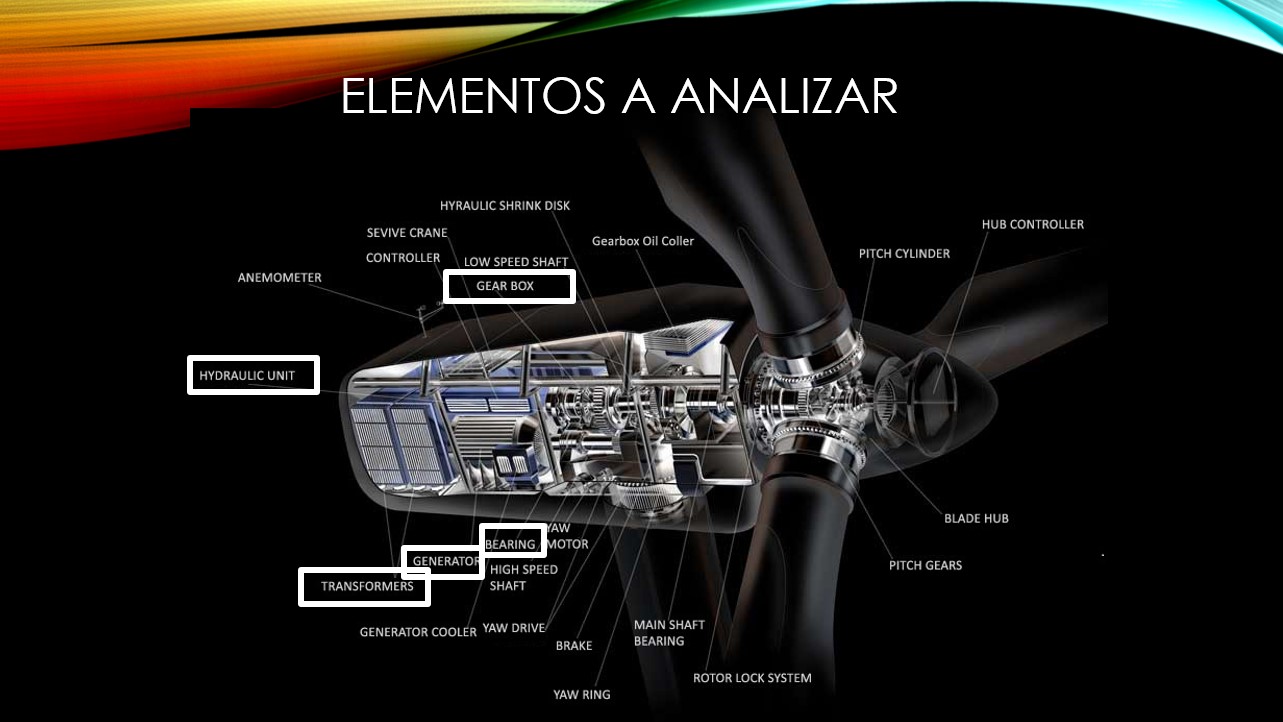 ELEMENTOS A ANALIZAR
HYRAULIC SHRINK DISK
SEVIVE CRANE
CONTROLLER
LOW SPEED SHAFT
GEAR BOX
Gearbox Oil Coller
ANEMOMETER
HUB CONTROLLER
PITCH CYLINDER
HYDRAULIC UNIT
BLADE HUB
PITCH GEARS
YAW
MOTOR
BEARING
GENERATOR
HIGH SPEED
SHAFT
TRANSFORMERS
GENERATOR COOLER
YAW DRIVE
BRAKE
MAIN SHAFT
BEARING
ROTOR LOCK SYSTEM
YAW RING